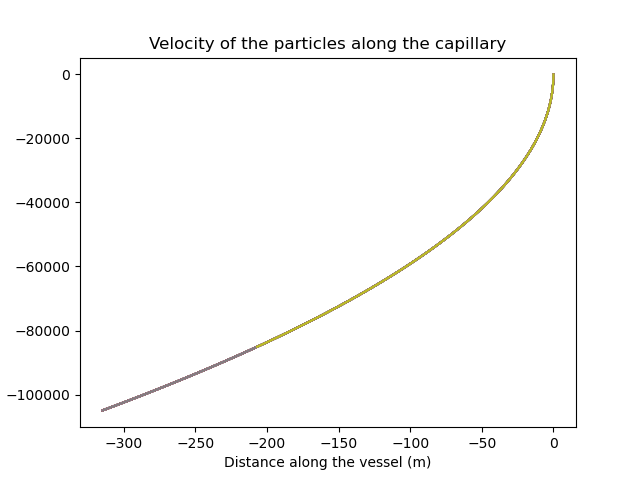 Velocity of the particles along the capillary
0
−20000
−40000
−60000
−80000
−100000
−300 −250 −200 −150 −100 −50 0
Distance along the vessel (m)